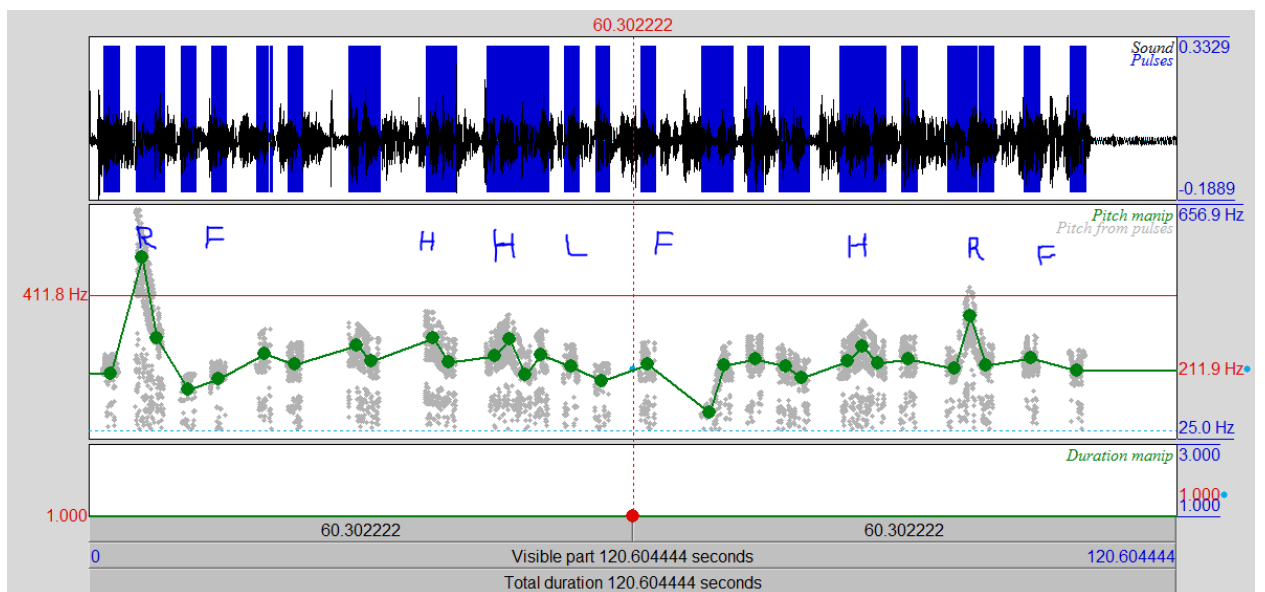 60.302222
Sound 0.3329
Pulses
-0.1889
Pitch manip 656.9 Hz
Pitch from pulses
R F H H L F H R F
411.8 Hz
211.9 Hz
25.0 Hz
Duration manip 3.000
1.000
1.000
1.000
60.302222 60.302222
0 Visible part 120.604444 seconds 120.604444
Total duration 120.604444 seconds